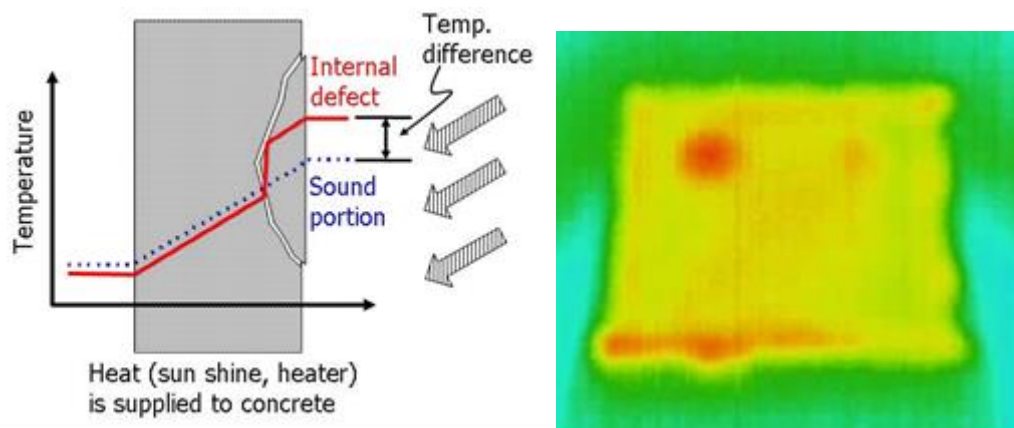 Temp.
difference
Internal
defect
Temperature
Sound
portion
Heat (sun shine, heater)
is supplied to concrete